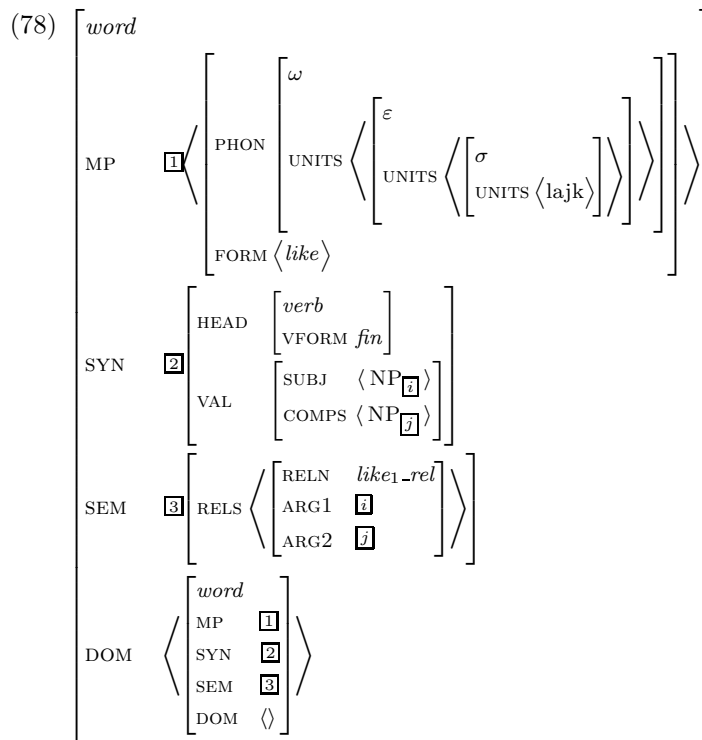 (78)
word
ω
ε
PHON
σ
MP 1 UNITS UNITS
UNITS ⟨lajk⟩
FORM ⟨like⟩
HEAD verb
VFORM fin
SYN 2
VAL SUBJ ⟨ NP i ⟩
COMPS ⟨ NP j ⟩
RELN like₁_rel
SEM 3 RELS ARG1 i
ARG2 j
word
MP 1
DOM SYN 2
SEM 3
DOM ⟨⟩